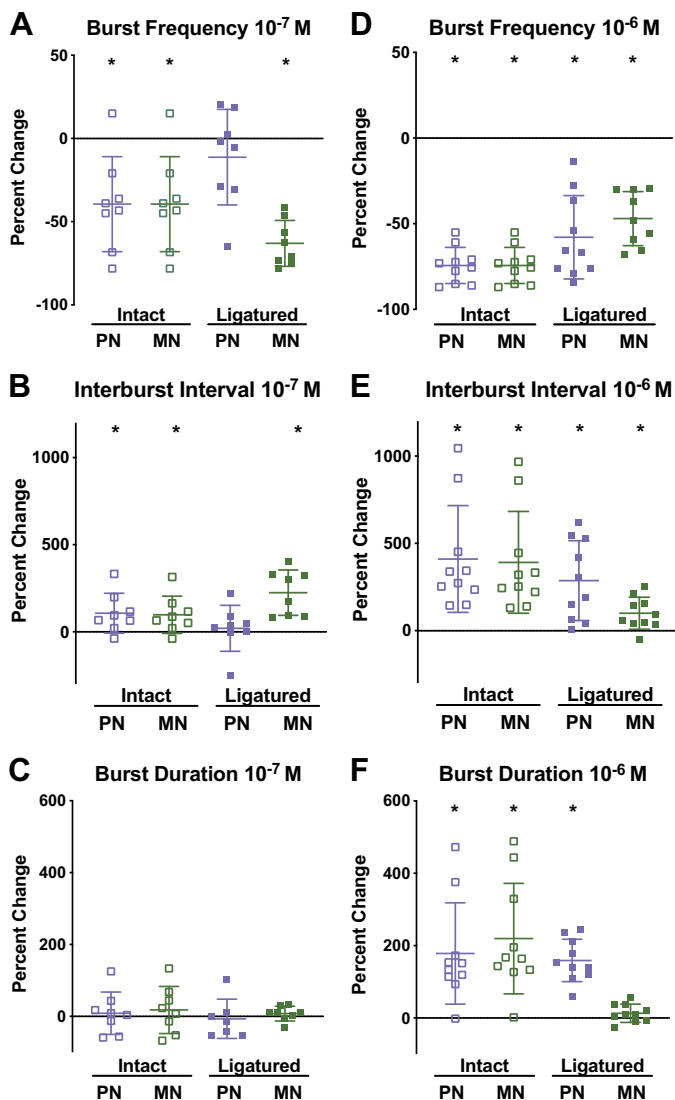 A Burst Frequency 10⁻⁷ M
50
0
-50
-100
Percent Change
* * *
Intact Ligatured
PN MN PN MN
D Burst Frequency 10⁻⁶ M
50
0
-50
-100
Percent Change
* * * *
Intact Ligatured
PN MN PN MN
B Interburst Interval 10⁻⁷ M
1000
500
0
Percent Change
* * *
Intact Ligatured
PN MN PN MN
E Interburst Interval 10⁻⁶ M
1000
500
0
Percent Change
* * * *
Intact Ligatured
PN MN PN MN
C Burst Duration 10⁻⁷ M
600
400
200
0
Percent Change
Intact Ligatured
PN MN PN MN
F Burst Duration 10⁻⁶ M
600
400
200
0
Percent Change
* * *
Intact Ligatured
PN MN PN MN